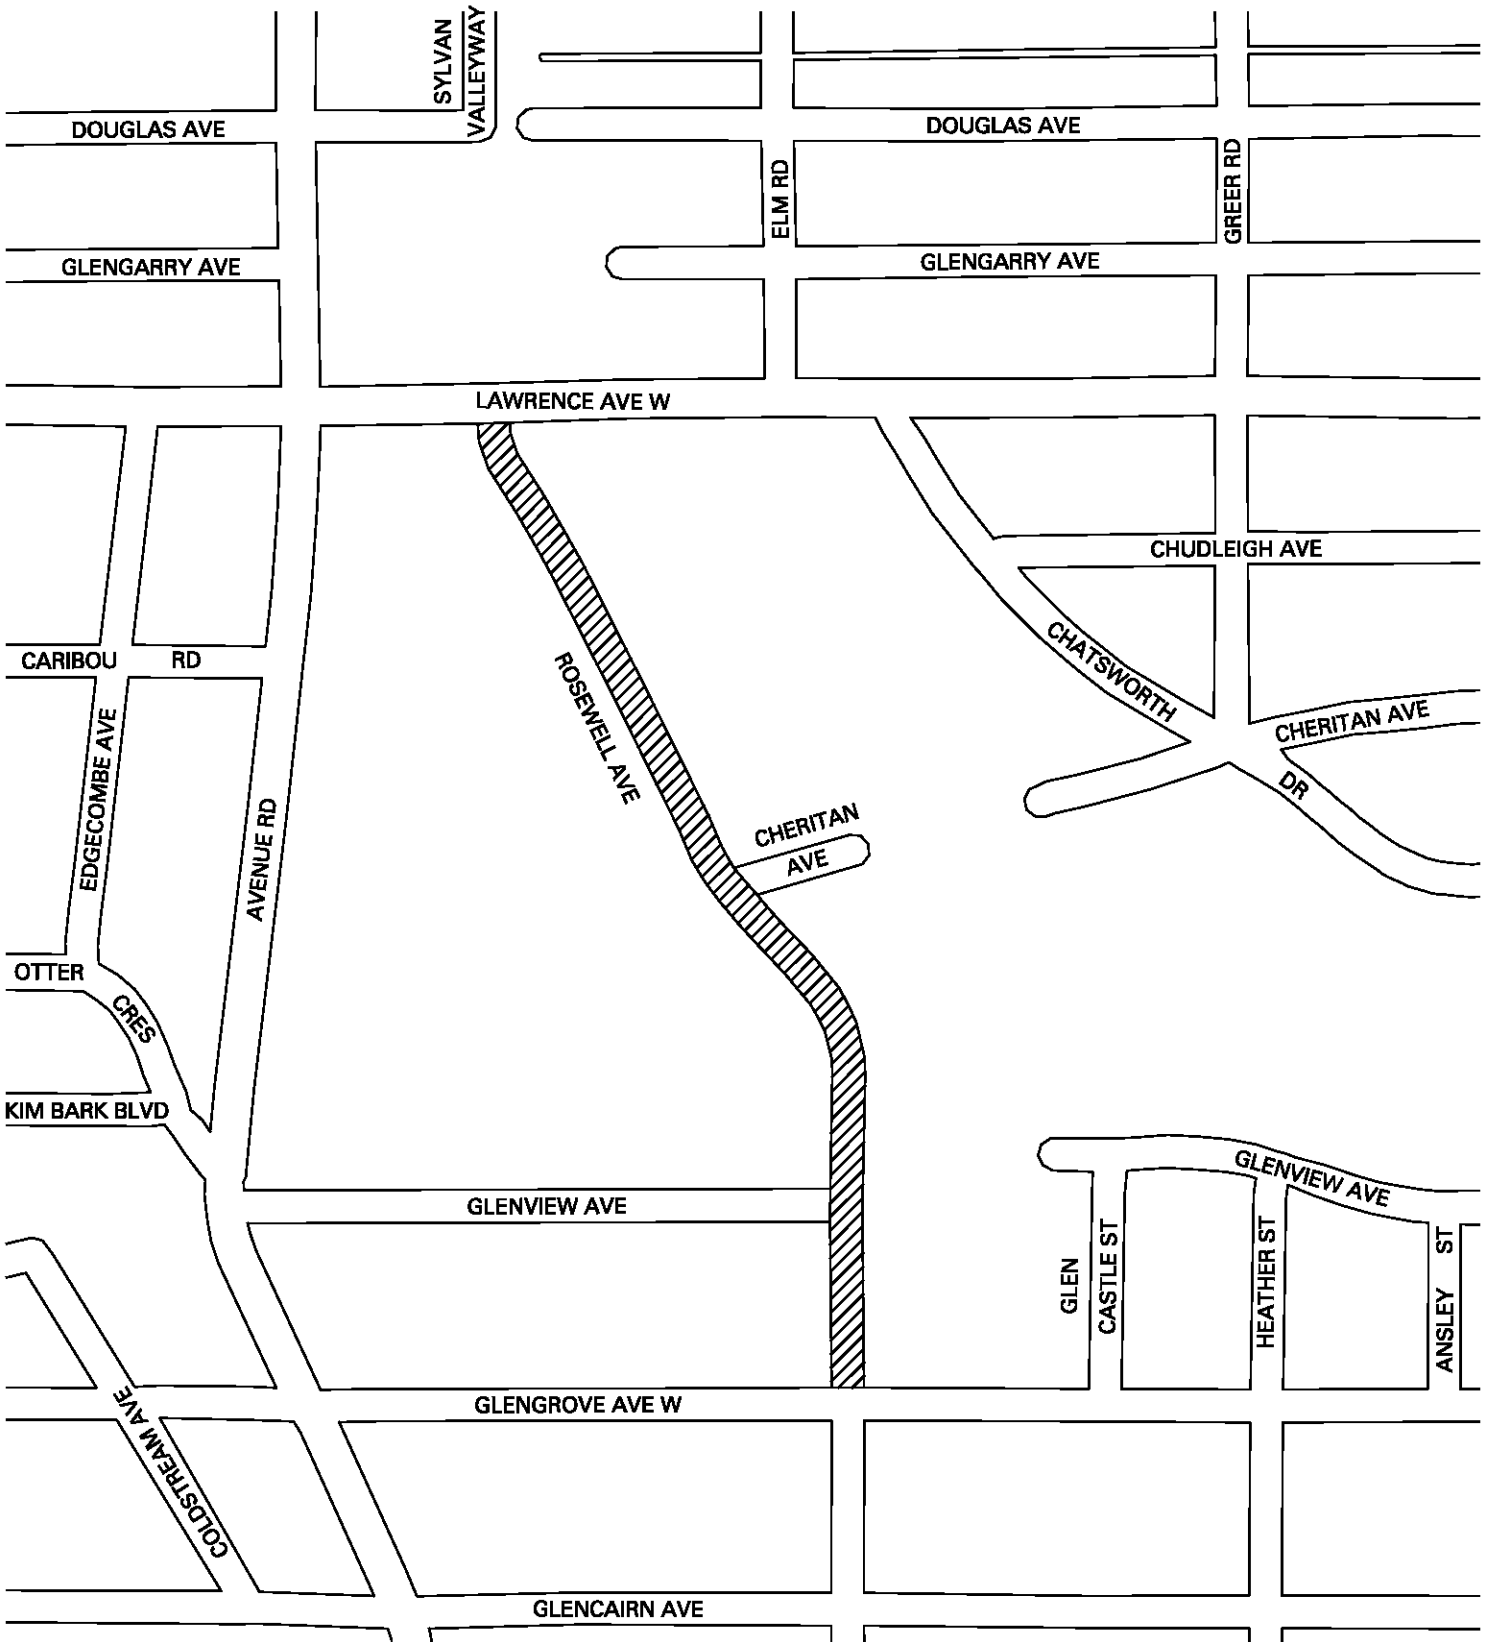 SYLVAN
VALLEYWAY
DOUGLAS AVE
DOUGLAS AVE
ELM RD
GREER RD
GLENGARRY AVE
GLENGARRY AVE
LAWRENCE AVE W
CHUDLEIGH AVE
CARIBOU RD
ROSEWELL AVE
CHATSWORTH
DR
CHERITAN AVE
EDGECOMBE AVE
AVENUE RD
CHERITAN
AVE
OTTER
CRES
KIM BARK BLVD
GLENVIEW AVE
GLENVIEW AVE
GLEN
CASTLE ST
HEATHER ST
ANSLEY ST
GLENGROVE AVE W
COLDSTREAM AVE
GLENCAIRN AVE